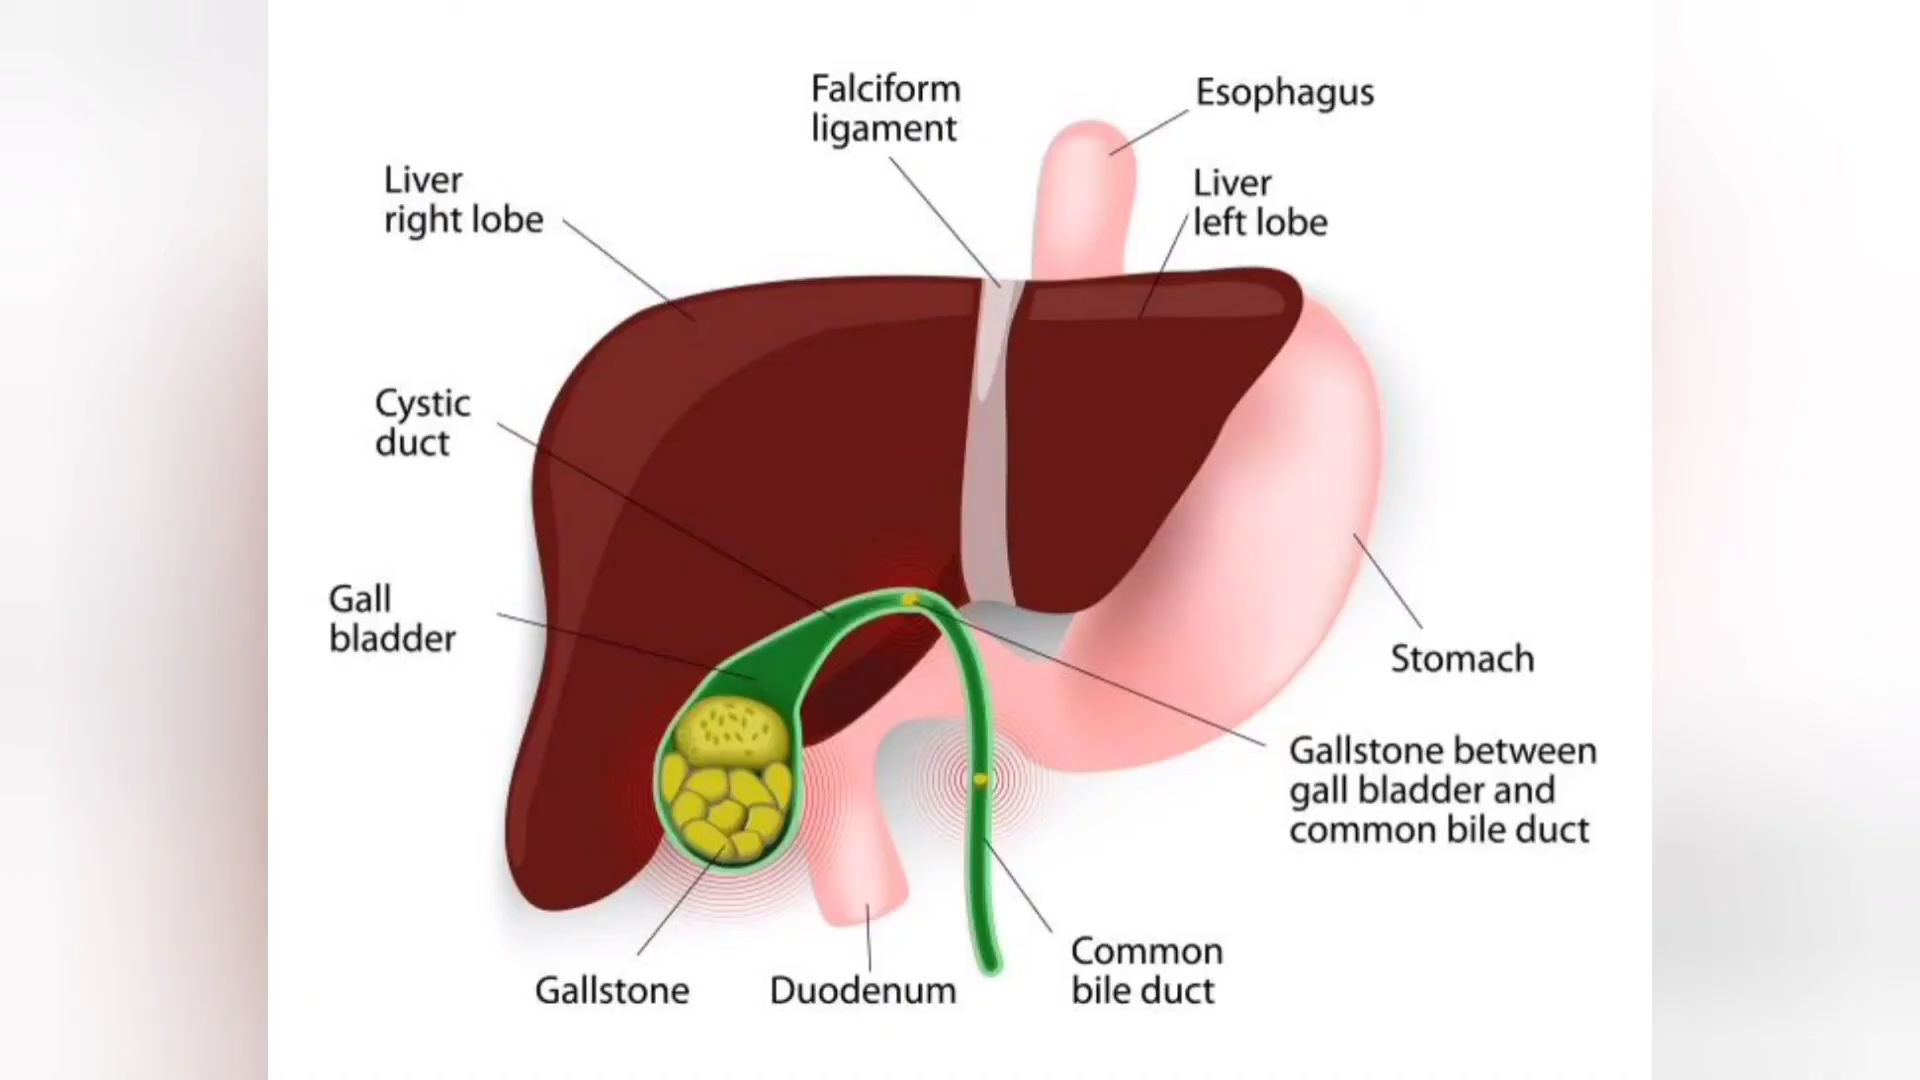 Falciform
ligament
Esophagus
Liver
right lobe
Liver
left lobe
Cystic
duct
Gall
bladder
Stomach
Gallstone between
gall bladder and
common bile duct
Common
bile duct
Gallstone
Duodenum